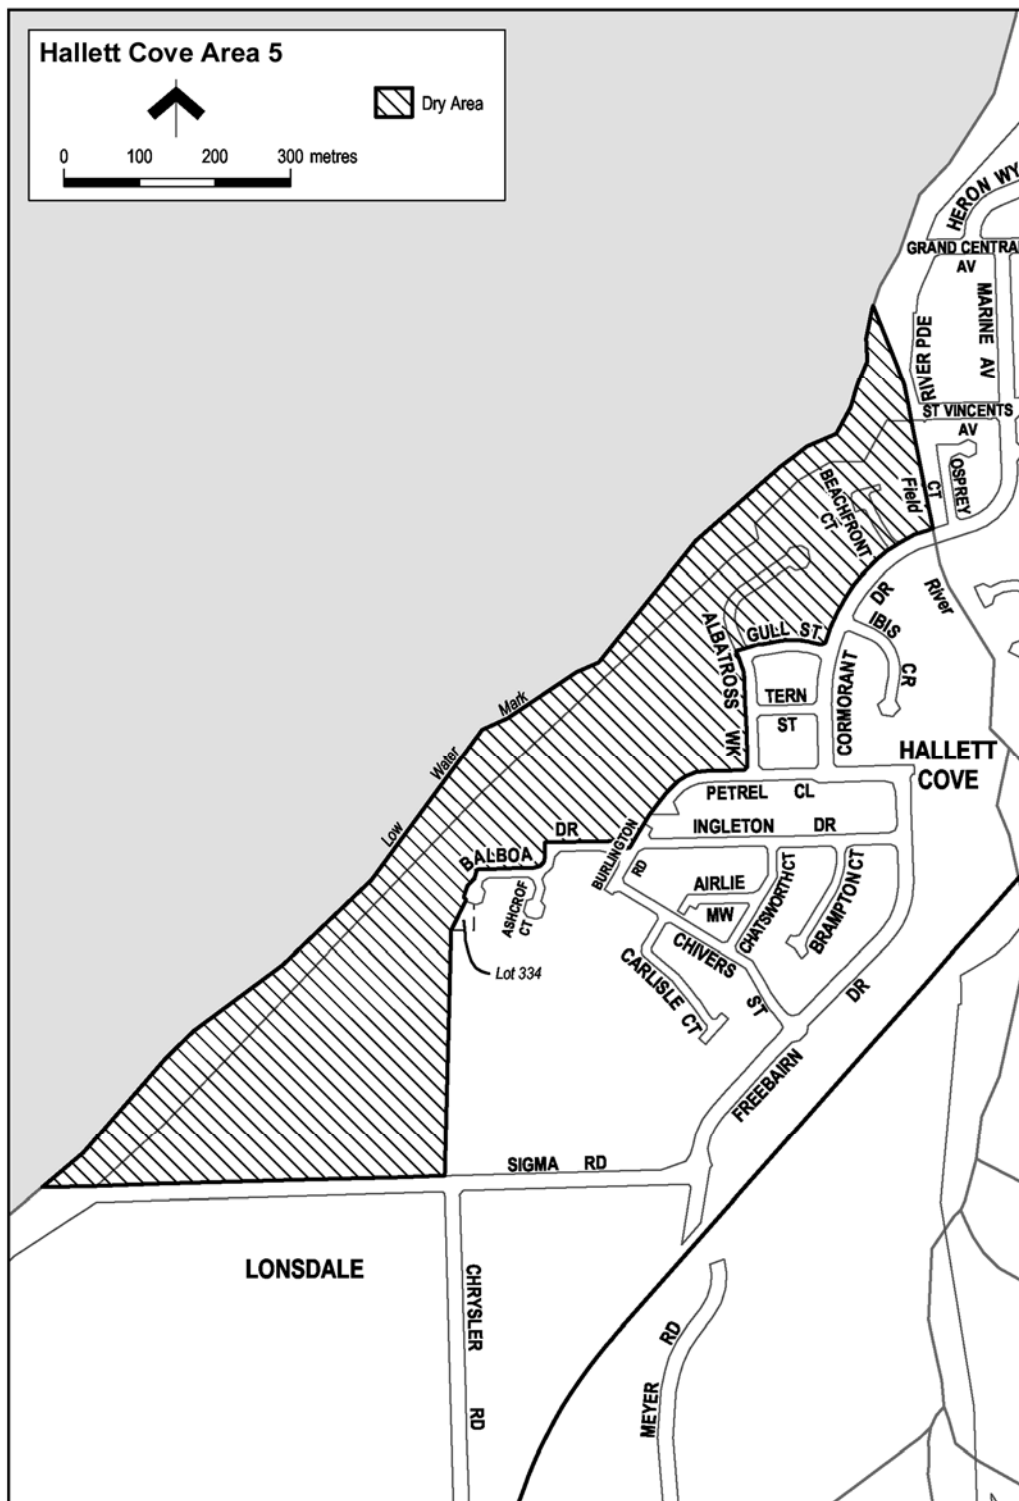 Hallett Cove Area 5
Dry Area
0 100 200 300 metres
HERON WY
GRAND CENTRA
AV
MARINE AV
RIVER PDE
ST VINCENTS
AV
OSPREY
CT
Field
River
BEACHFRONT
CT
DR
IBIS
CR
GULL ST
ALBATROSS WK
TERN
ST
CORMORANT
HALLETT
COVE
Low Water Mark
PETREL CL
INGLETON DR
BALBOA DR
BURLINGTON
RD
ASHCROF
CT
AIRLIE
MW
CHATSWORTH CT
BRAMPTON CT
CHIVERS ST
CARLISLE CT
Lot 334
FREEBAIRN DR
SIGMA RD
LONSDALE
CHRYSLER RD
MEYER RD